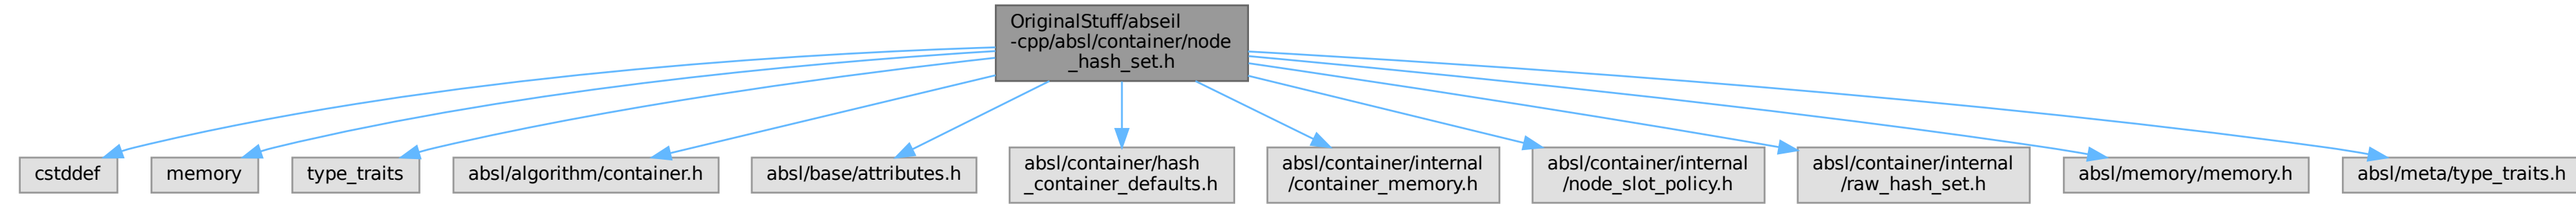 OriginalStuff/abseil
-cpp/absl/container/node
_hash_set.h
cstddef
memory
type_traits
absl/algorithm/container.h
absl/base/attributes.h
absl/container/hash
_container_defaults.h
absl/container/internal
/container_memory.h
absl/container/internal
/node_slot_policy.h
absl/container/internal
/raw_hash_set.h
absl/memory/memory.h
absl/meta/type_traits.h